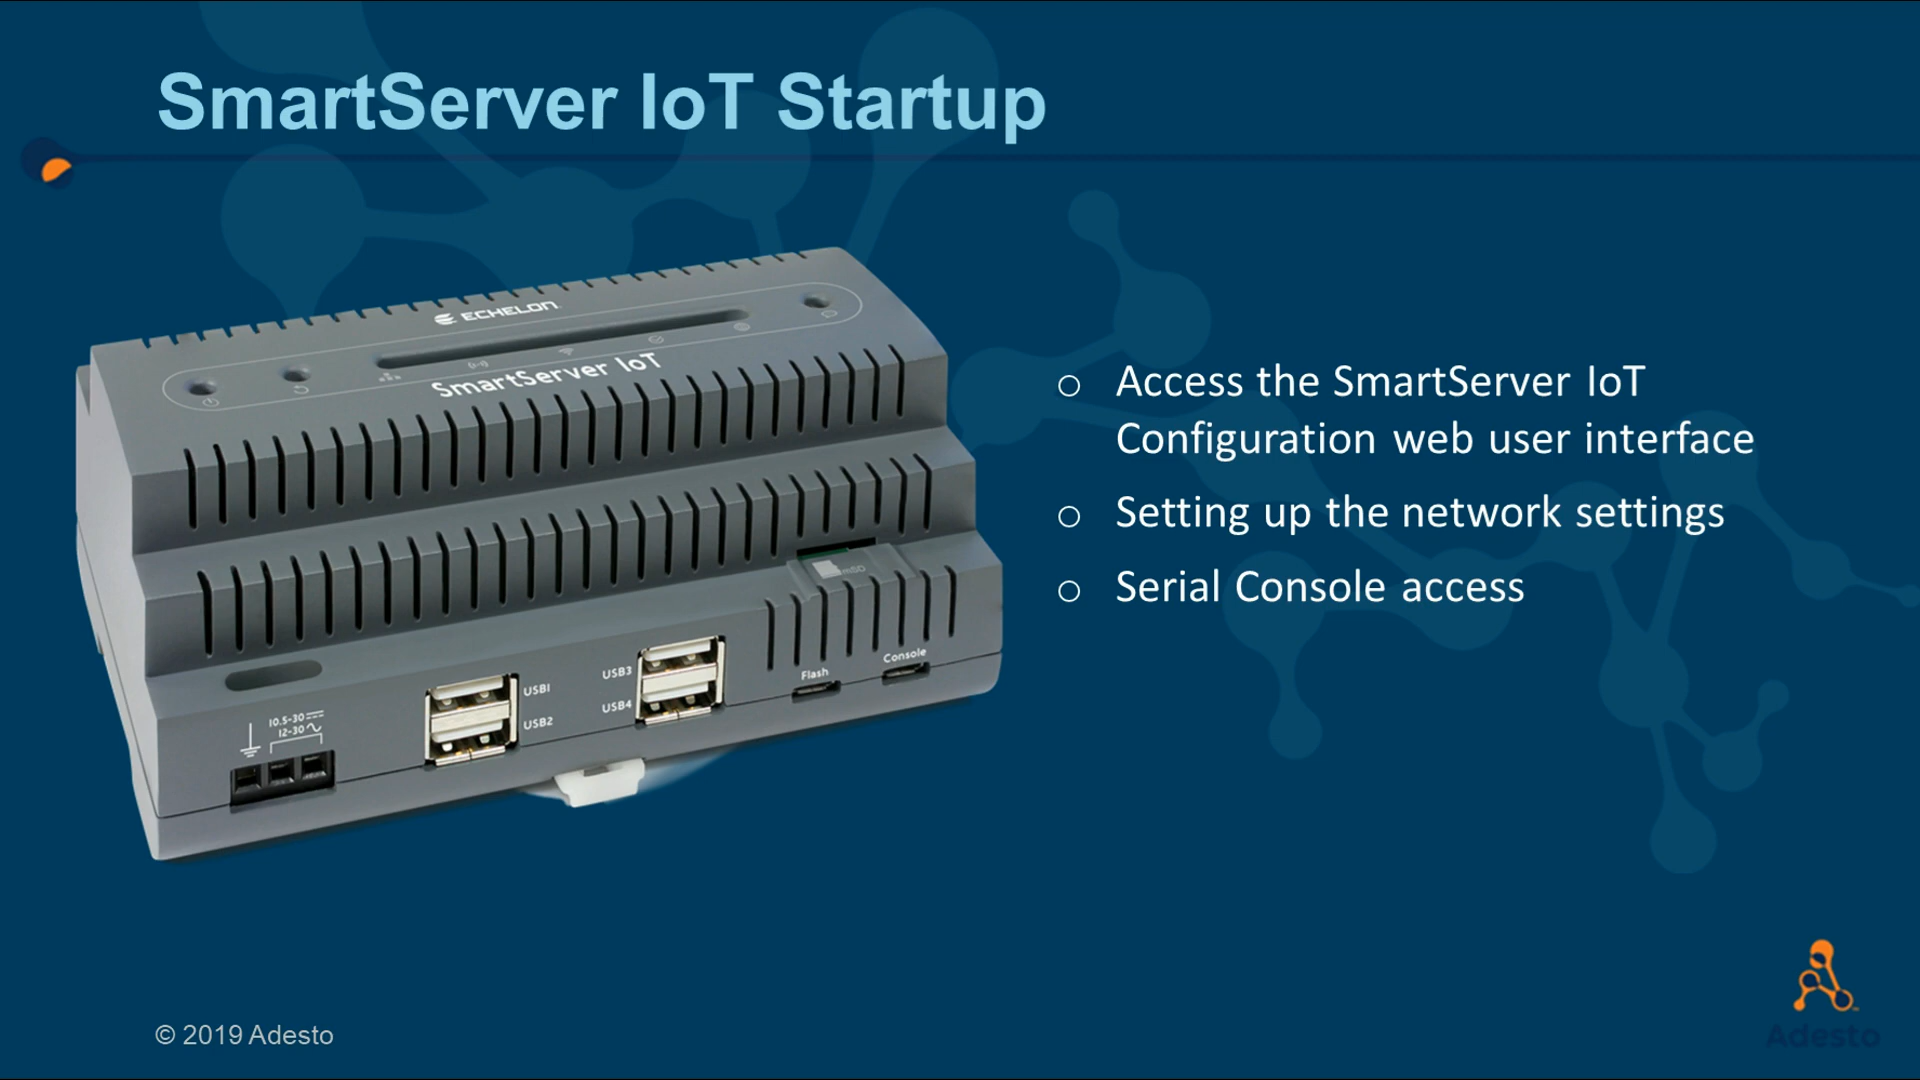 SmartServer IoT Startup
ECHELON
SmartServer IoT
mSD
10.5-30
12-30
USB1
USB2
USB3
USB4
Flash
Console
Access the SmartServer IoT
Configuration web user interface
Setting up the network settings
Serial Console access
© 2019 Adesto
Adesto